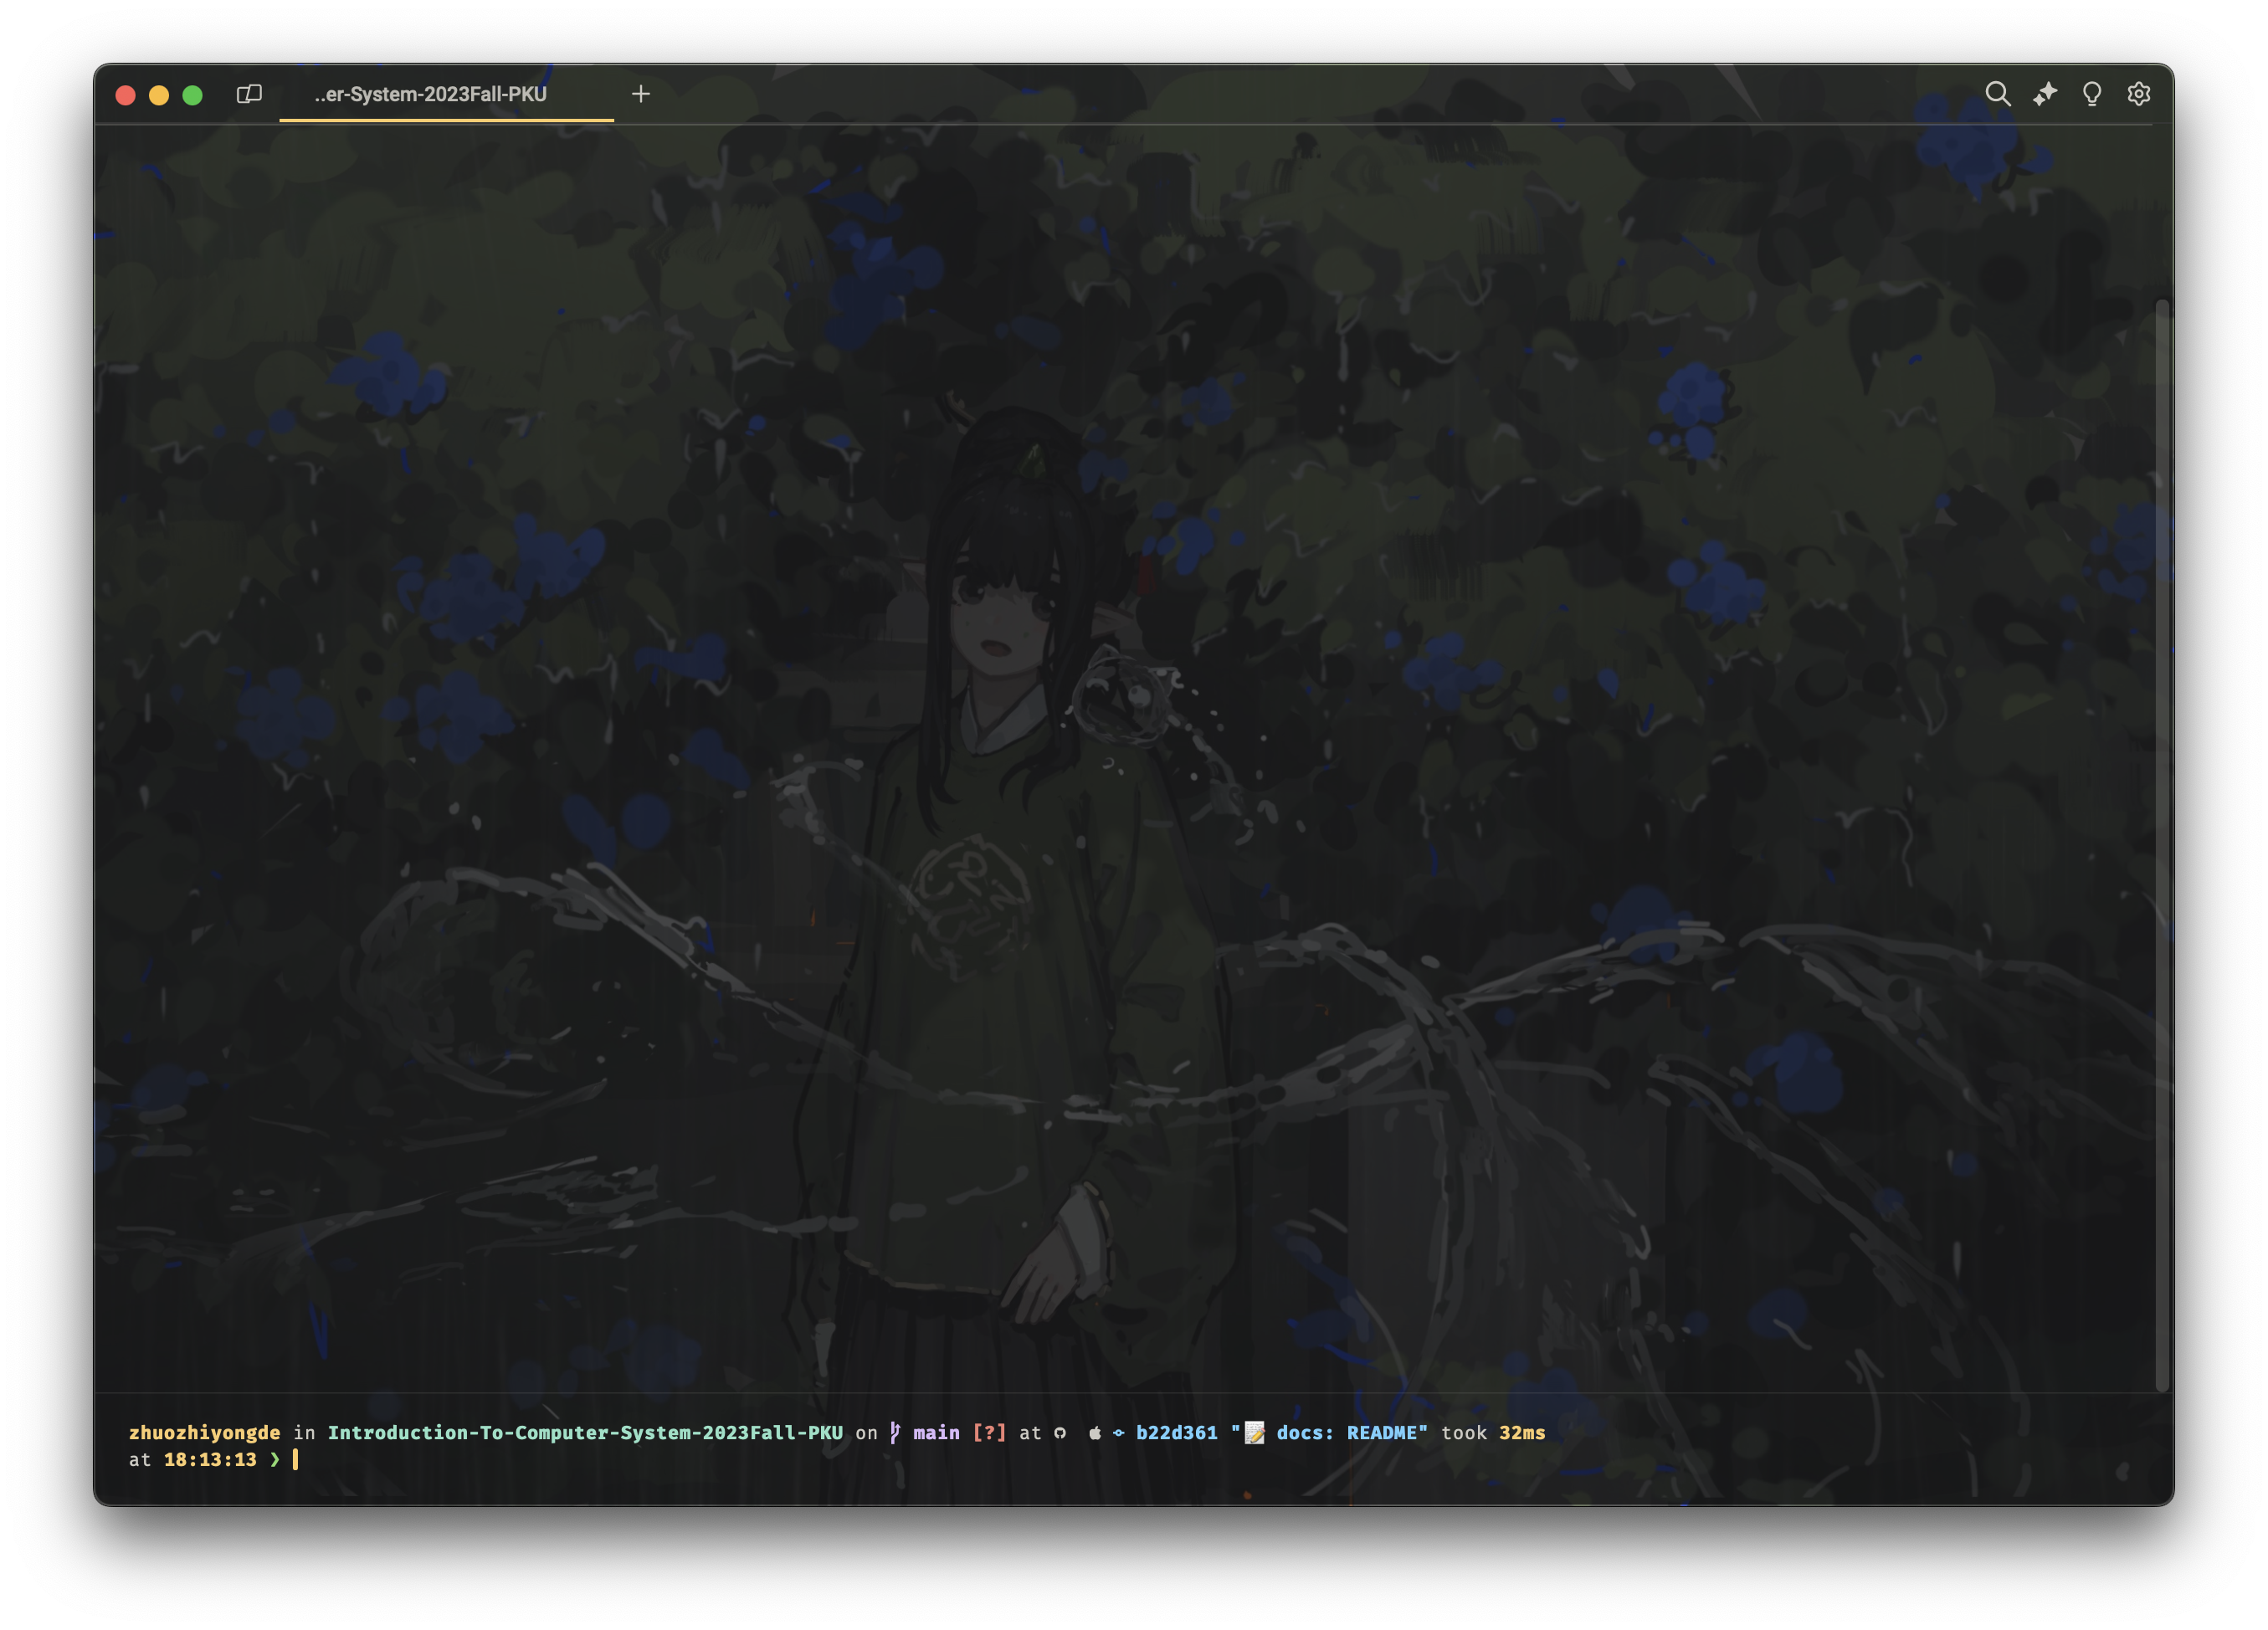 ..er-System-2023Fall-PKU
zhuozhiyongde in Introduction-To-Computer-System-2023Fall-PKU on main [?] at b22d361 "📝 docs: README" took 32ms
at 18:13:13 ❯